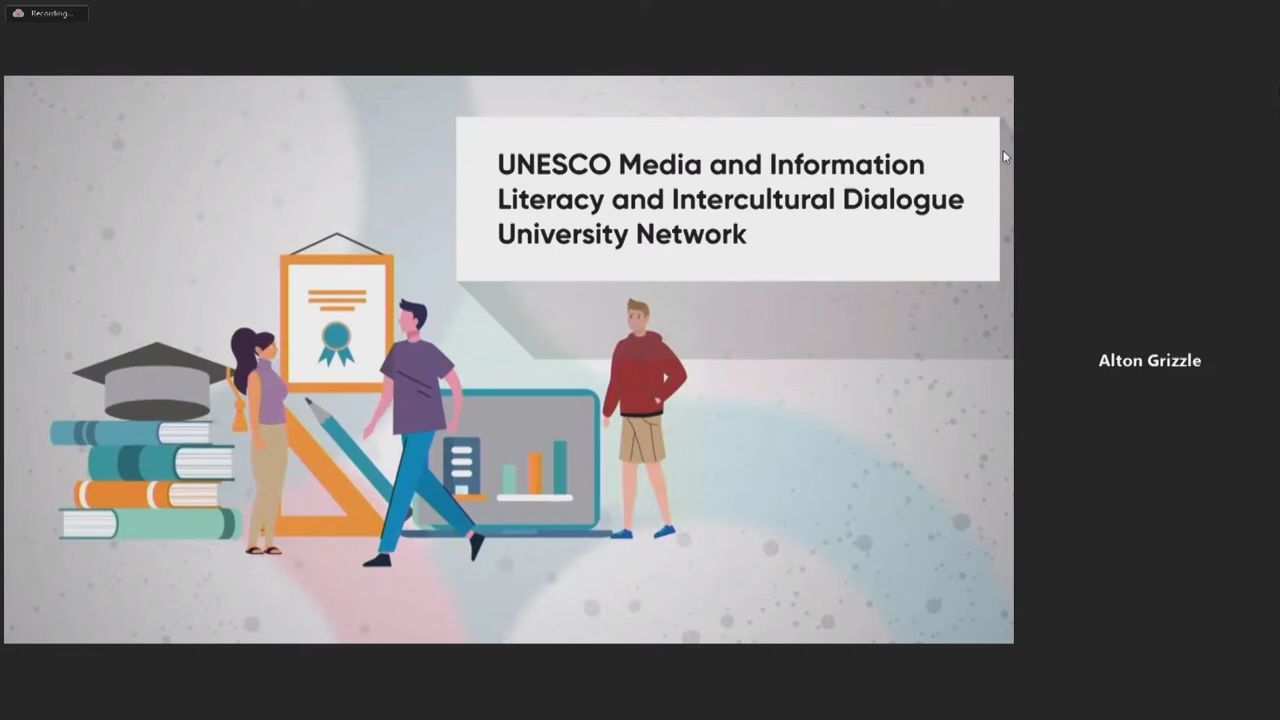 Recording...
UNESCO Media and Information
Literacy and Intercultural Dialogue
University Network
Alton Grizzle